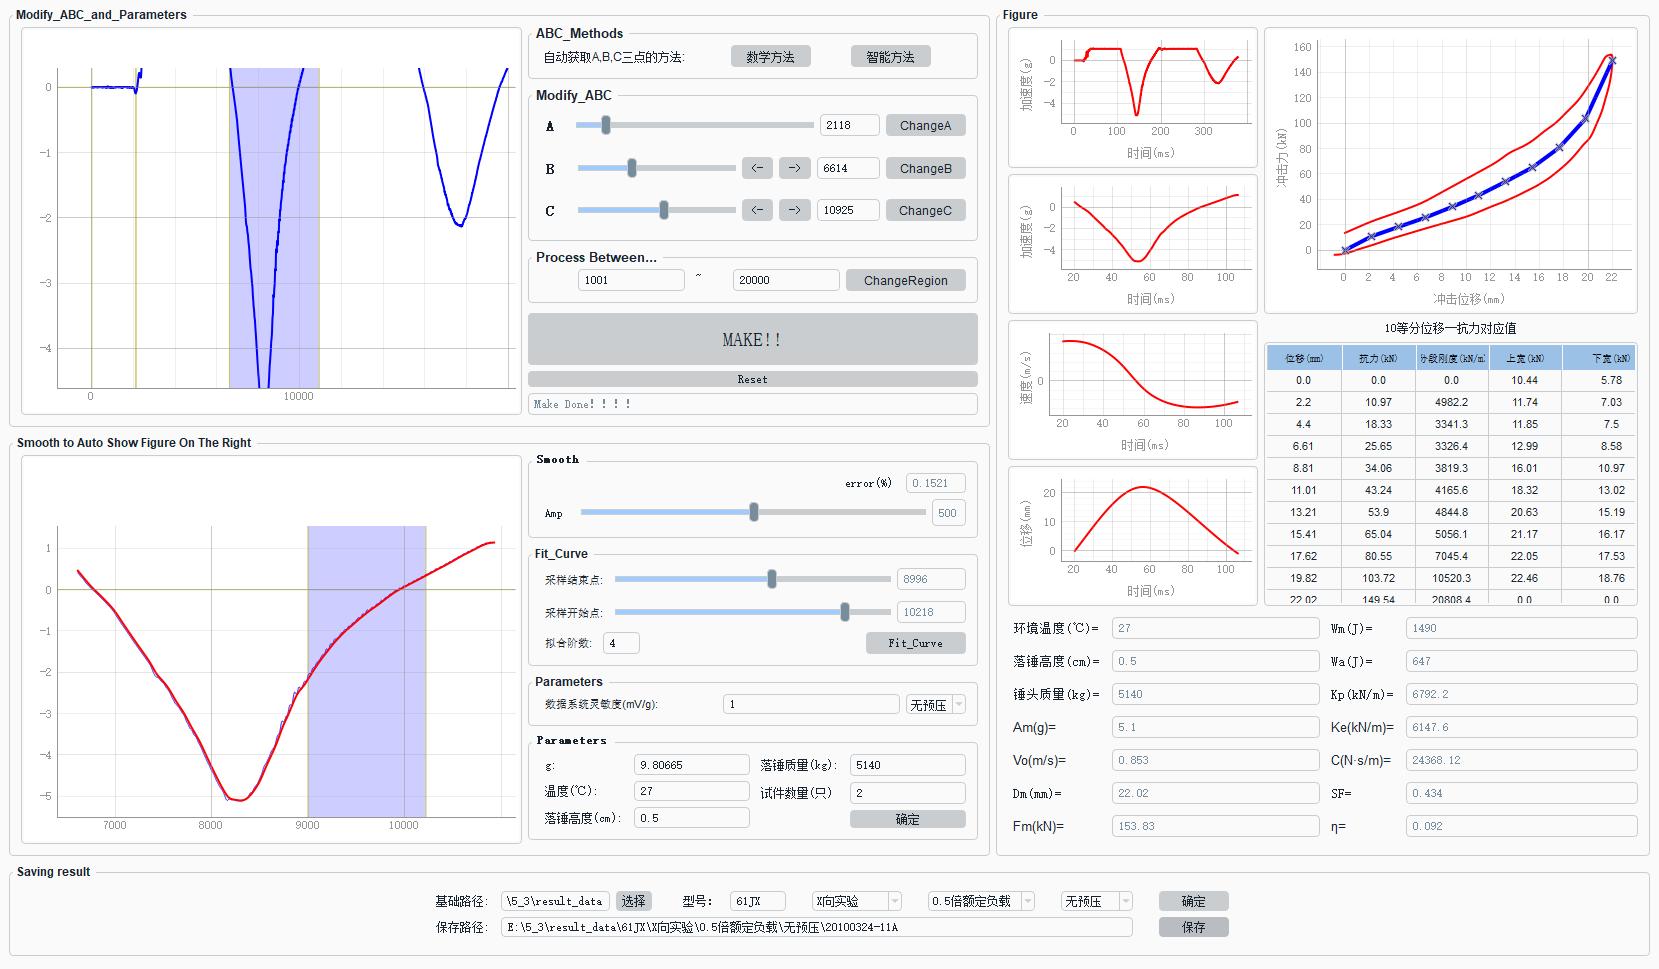 Modify_ABC_and_Parameters
0
−1
−2
−3
−4
0 10000
ABC_Methods
自动获取A,B,C三点的方法: 数学方法 智能方法
Modify_ABC
A 2118 ChangeA
B <- -> 6614 ChangeB
C <- -> 10925 ChangeC
Process Between...
1001 ~ 20000 ChangeRegion
MAKE!!
Reset
Make Done!!!!
Smooth to Auto Show Figure On The Right
1
0
−1
−2
−3
−4
−5
7000 8000 9000 10000
Smooth
error(%) 0.1521
Amp 500
Fit_Curve
采样结束点: 8996
采样开始点: 10218
拟合阶数: 4 Fit_Curve
Parameters
数据系统灵敏度(mV/g): 1 无预压
Parameters
g: 9.80665 落锤质量(kg): 5140
温度(℃): 27 试件数量(只) 2
落锤高度(cm): 0.5 确定
Figure
加速度(g)
0
−2
−4
0 100 200 300
时间(ms)
加速度(g)
0
−2
−4
20 40 60 80 100
时间(ms)
速度(m/s)
0
20 40 60 80 100
时间(ms)
位移(mm)
20
10
0
20 40 60 80 100
时间(ms)
冲击力(kN)
160
140
120
100
80
60
40
20
0
0 2 4 6 8 10 12 14 16 18 20 22
冲击位移(mm)
10等分位移—抗力对应值
位移(mm) 抗力(kN) 分段刚度(kN/m) 上宽(kN) 下宽(kN)
0.0 0.0 0.0 10.44 5.78
2.2 10.97 4982.2 11.74 7.03
4.4 18.33 3341.3 11.85 7.5
6.61 25.65 3326.4 12.99 8.58
8.81 34.06 3819.3 16.01 10.97
11.01 43.24 4165.6 18.32 13.02
13.21 53.9 4844.8 20.63 15.19
15.41 65.04 5056.1 21.17 16.17
17.62 80.55 7045.4 22.05 17.53
19.82 103.72 10520.3 22.46 18.76
22.02 149.54 20808.4 0.0 0.0
环境温度(℃)= 27 Wm(J)= 1490
落锤高度(cm)= 0.5 Wa(J)= 647
锤头质量(kg)= 5140 Kp(kN/m)= 6792.2
Am(g)= 5.1 Ke(kN/m)= 6147.6
Vo(m/s)= 0.853 C(N·s/m)= 24368.12
Dm(mm)= 22.02 SF= 0.434
Fm(kN)= 153.83 η= 0.092
Saving result
基础路径: \5_3\result_data 选择 型号: 61JX X向实验 0.5倍额定负载 无预压 确定
保存路径: E:\5_3\result_data\61JX\X向实验\0.5倍额定负载\无预压\20100324-11A 保存